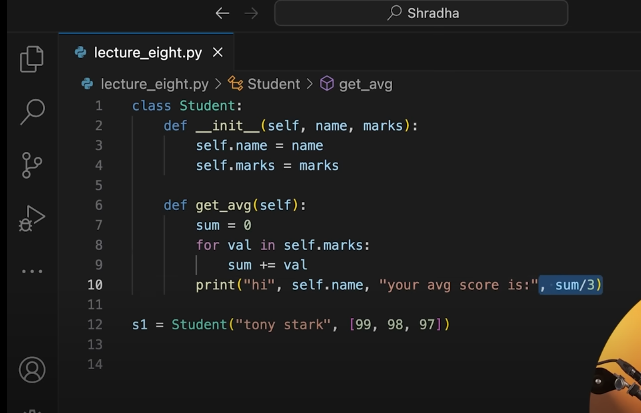 Shradha
lecture_eight.py
lecture_eight.py > Student > get_avg
1 class Student:
2 def __init__(self, name, marks):
3 self.name = name
4 self.marks = marks
5
6 def get_avg(self):
7 sum = 0
8 for val in self.marks:
9 sum += val
10 print("hi", self.name, "your avg score is:", sum/3)
11
12 s1 = Student("tony stark", [99, 98, 97])
13
14